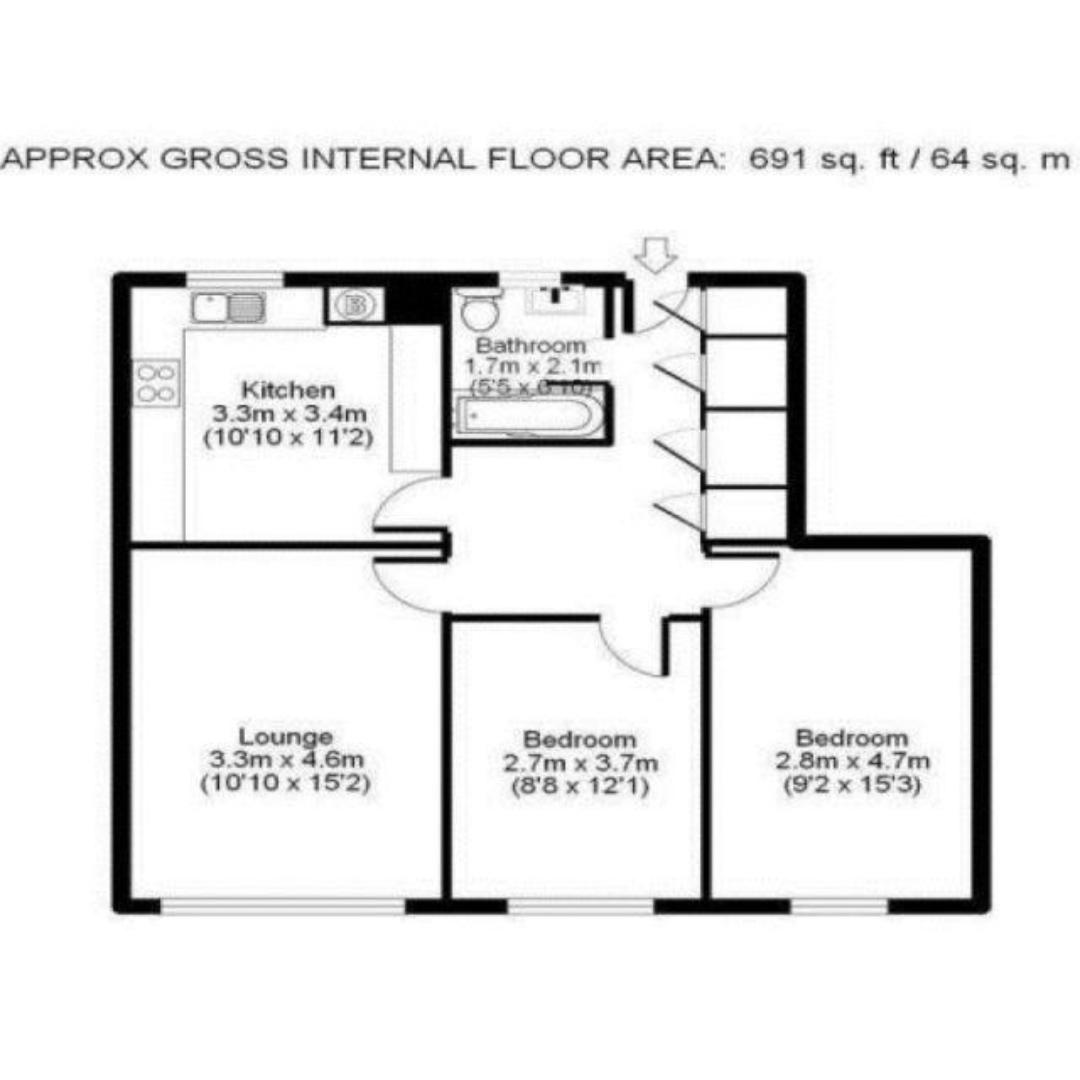 APPROX GROSS INTERNAL FLOOR AREA: 691 sq. ft / 64 sq. m
B
Bathroom
1.7m x 2.1m
(5'5 x 6'10)
Kitchen
3.3m x 3.4m
(10'10 x 11'2)
Lounge
3.3m x 4.6m
(10'10 x 15'2)
Bedroom
2.7m x 3.7m
(8'8 x 12'1)
Bedroom
2.8m x 4.7m
(9'2 x 15'3)